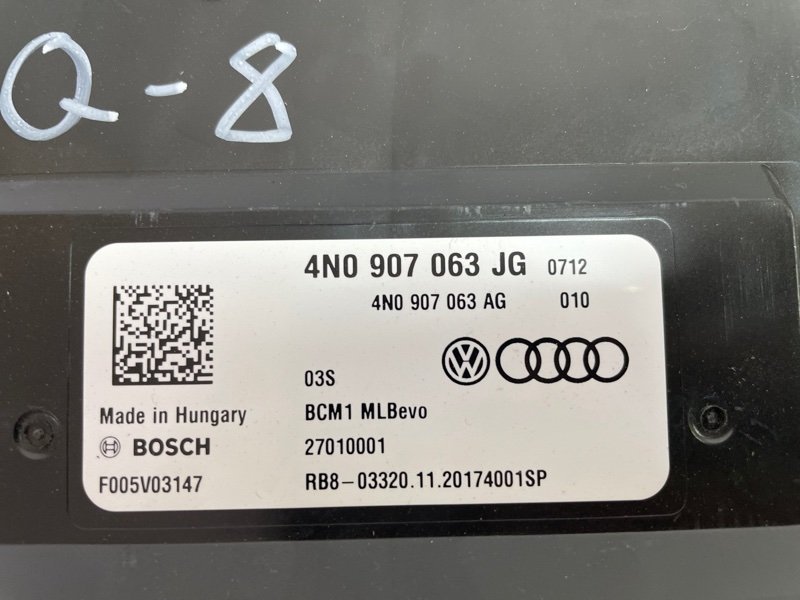 Q-8
4N0 907 063 JG 0712
4N0 907 063 AG 010
03S
Made in Hungary BCM1 MLBevo
BOSCH 27010001
F005V03147 RB8-03320.11.20174001SP